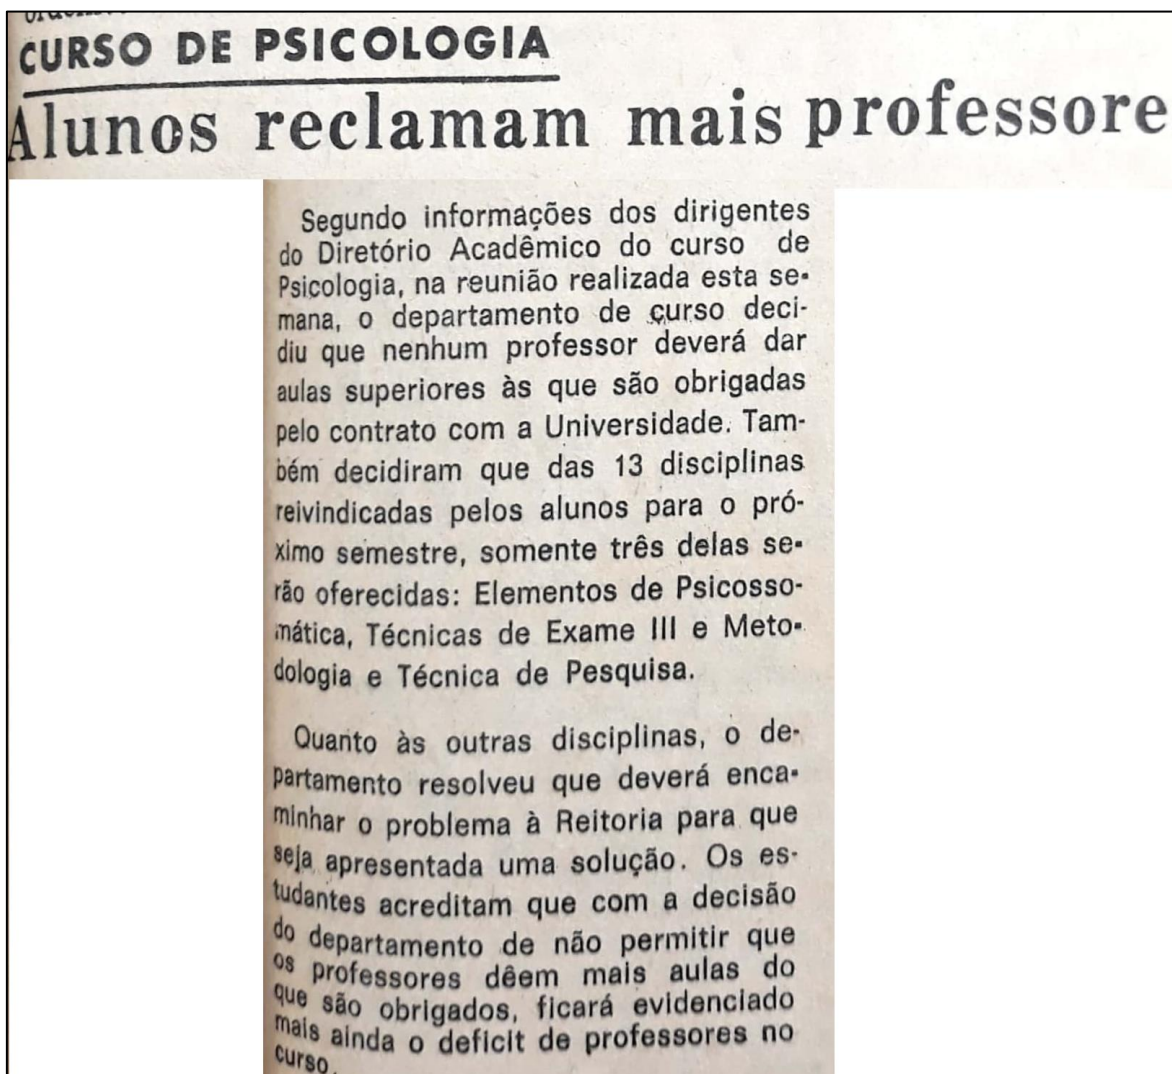 CURSO DE PSICOLOGIA
Alunos reclamam mais professore
Segundo informações dos dirigentes
do Diretório Acadêmico do curso de
Psicologia, na reunião realizada esta se-
mana, o departamento de curso deci-
diu que nenhum professor deverá dar
aulas superiores às que são obrigadas
pelo contrato com a Universidade. Tam-
bém decidiram que das 13 disciplinas
reivindicadas pelos alunos para o pró-
ximo semestre, somente três delas se-
rão oferecidas: Elementos de Psicosso-
mática, Técnicas de Exame III e Meto-
dologia e Técnica de Pesquisa.
Quanto às outras disciplinas, o de-
partamento resolveu que deverá enca-
minhar o problema à Reitoria para que
seja apresentada uma solução. Os es-
tudantes acreditam que com a decisão
do departamento de não permitir que
os professores dêem mais aulas do
que são obrigados, ficará evidenciado
mais ainda o deficit de professores no
curso.